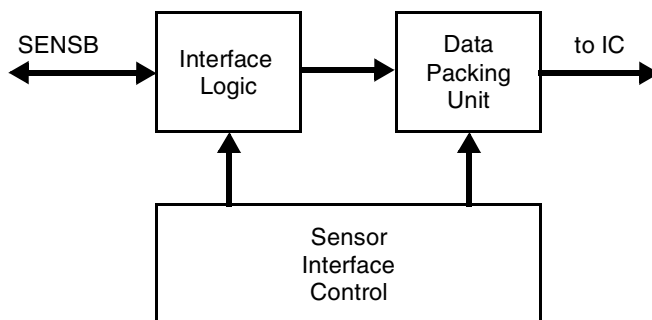 SENSB
Interface
Logic
Data
Packing
Unit
to IC
Sensor
Interface
Control